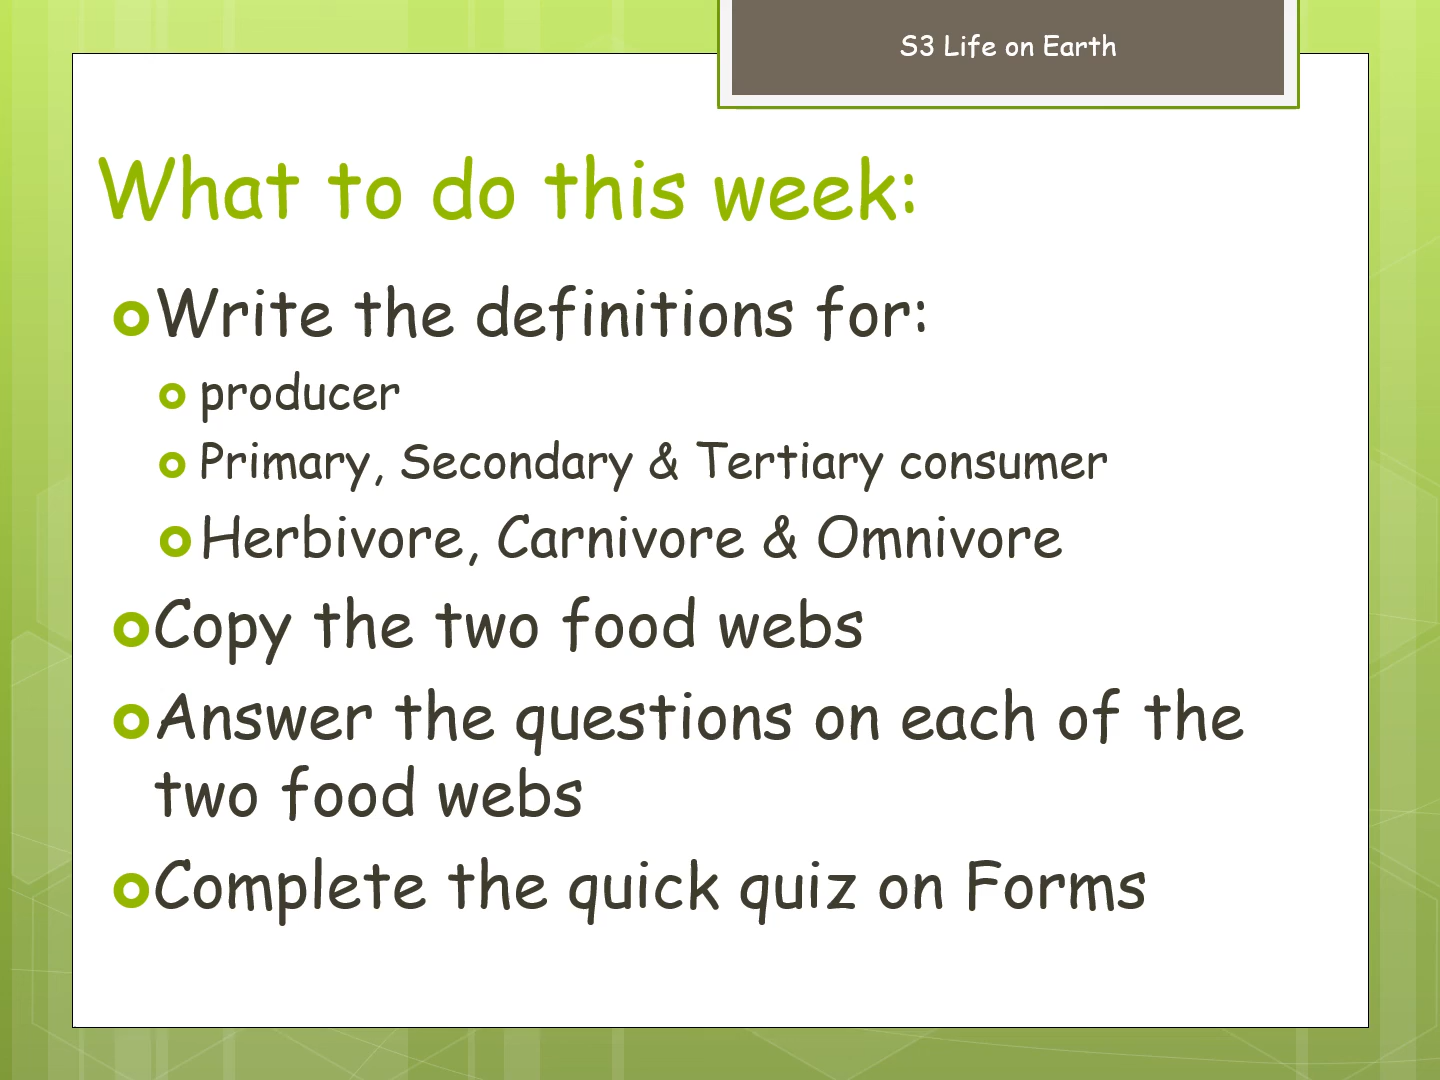 S3 Life on Earth
What to do this week:
Write the definitions for:
producer
Primary, Secondary & Tertiary consumer
Herbivore, Carnivore & Omnivore
Copy the two food webs
Answer the questions on each of the
two food webs
Complete the quick quiz on Forms